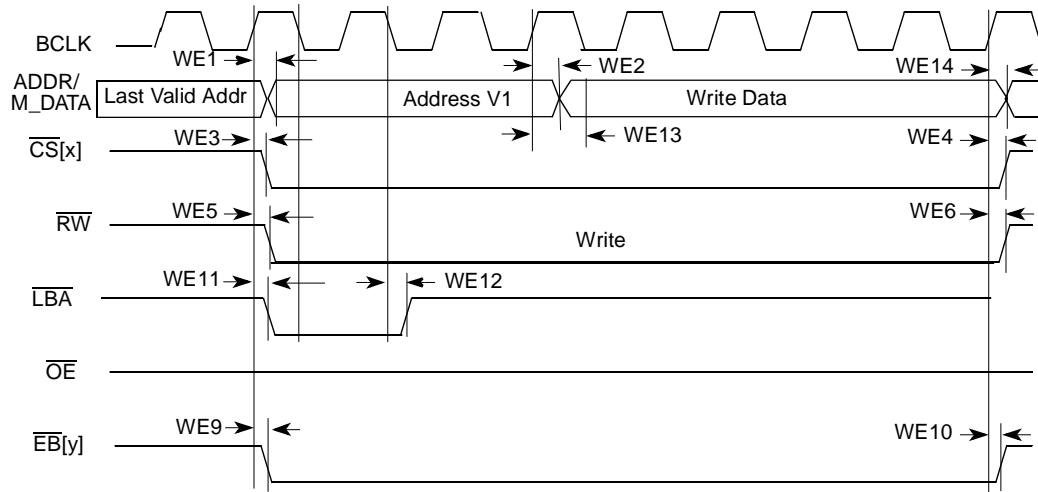 BCLK
WE1
WE2
WE14
ADDR/
M_DATA
Last Valid Addr
Address V1
Write Data
WE3
WE13
WE4
CS[x]
WE5
WE6
RW
Write
WE11
WE12
LBA
OE
WE9
WE10
EB[y]